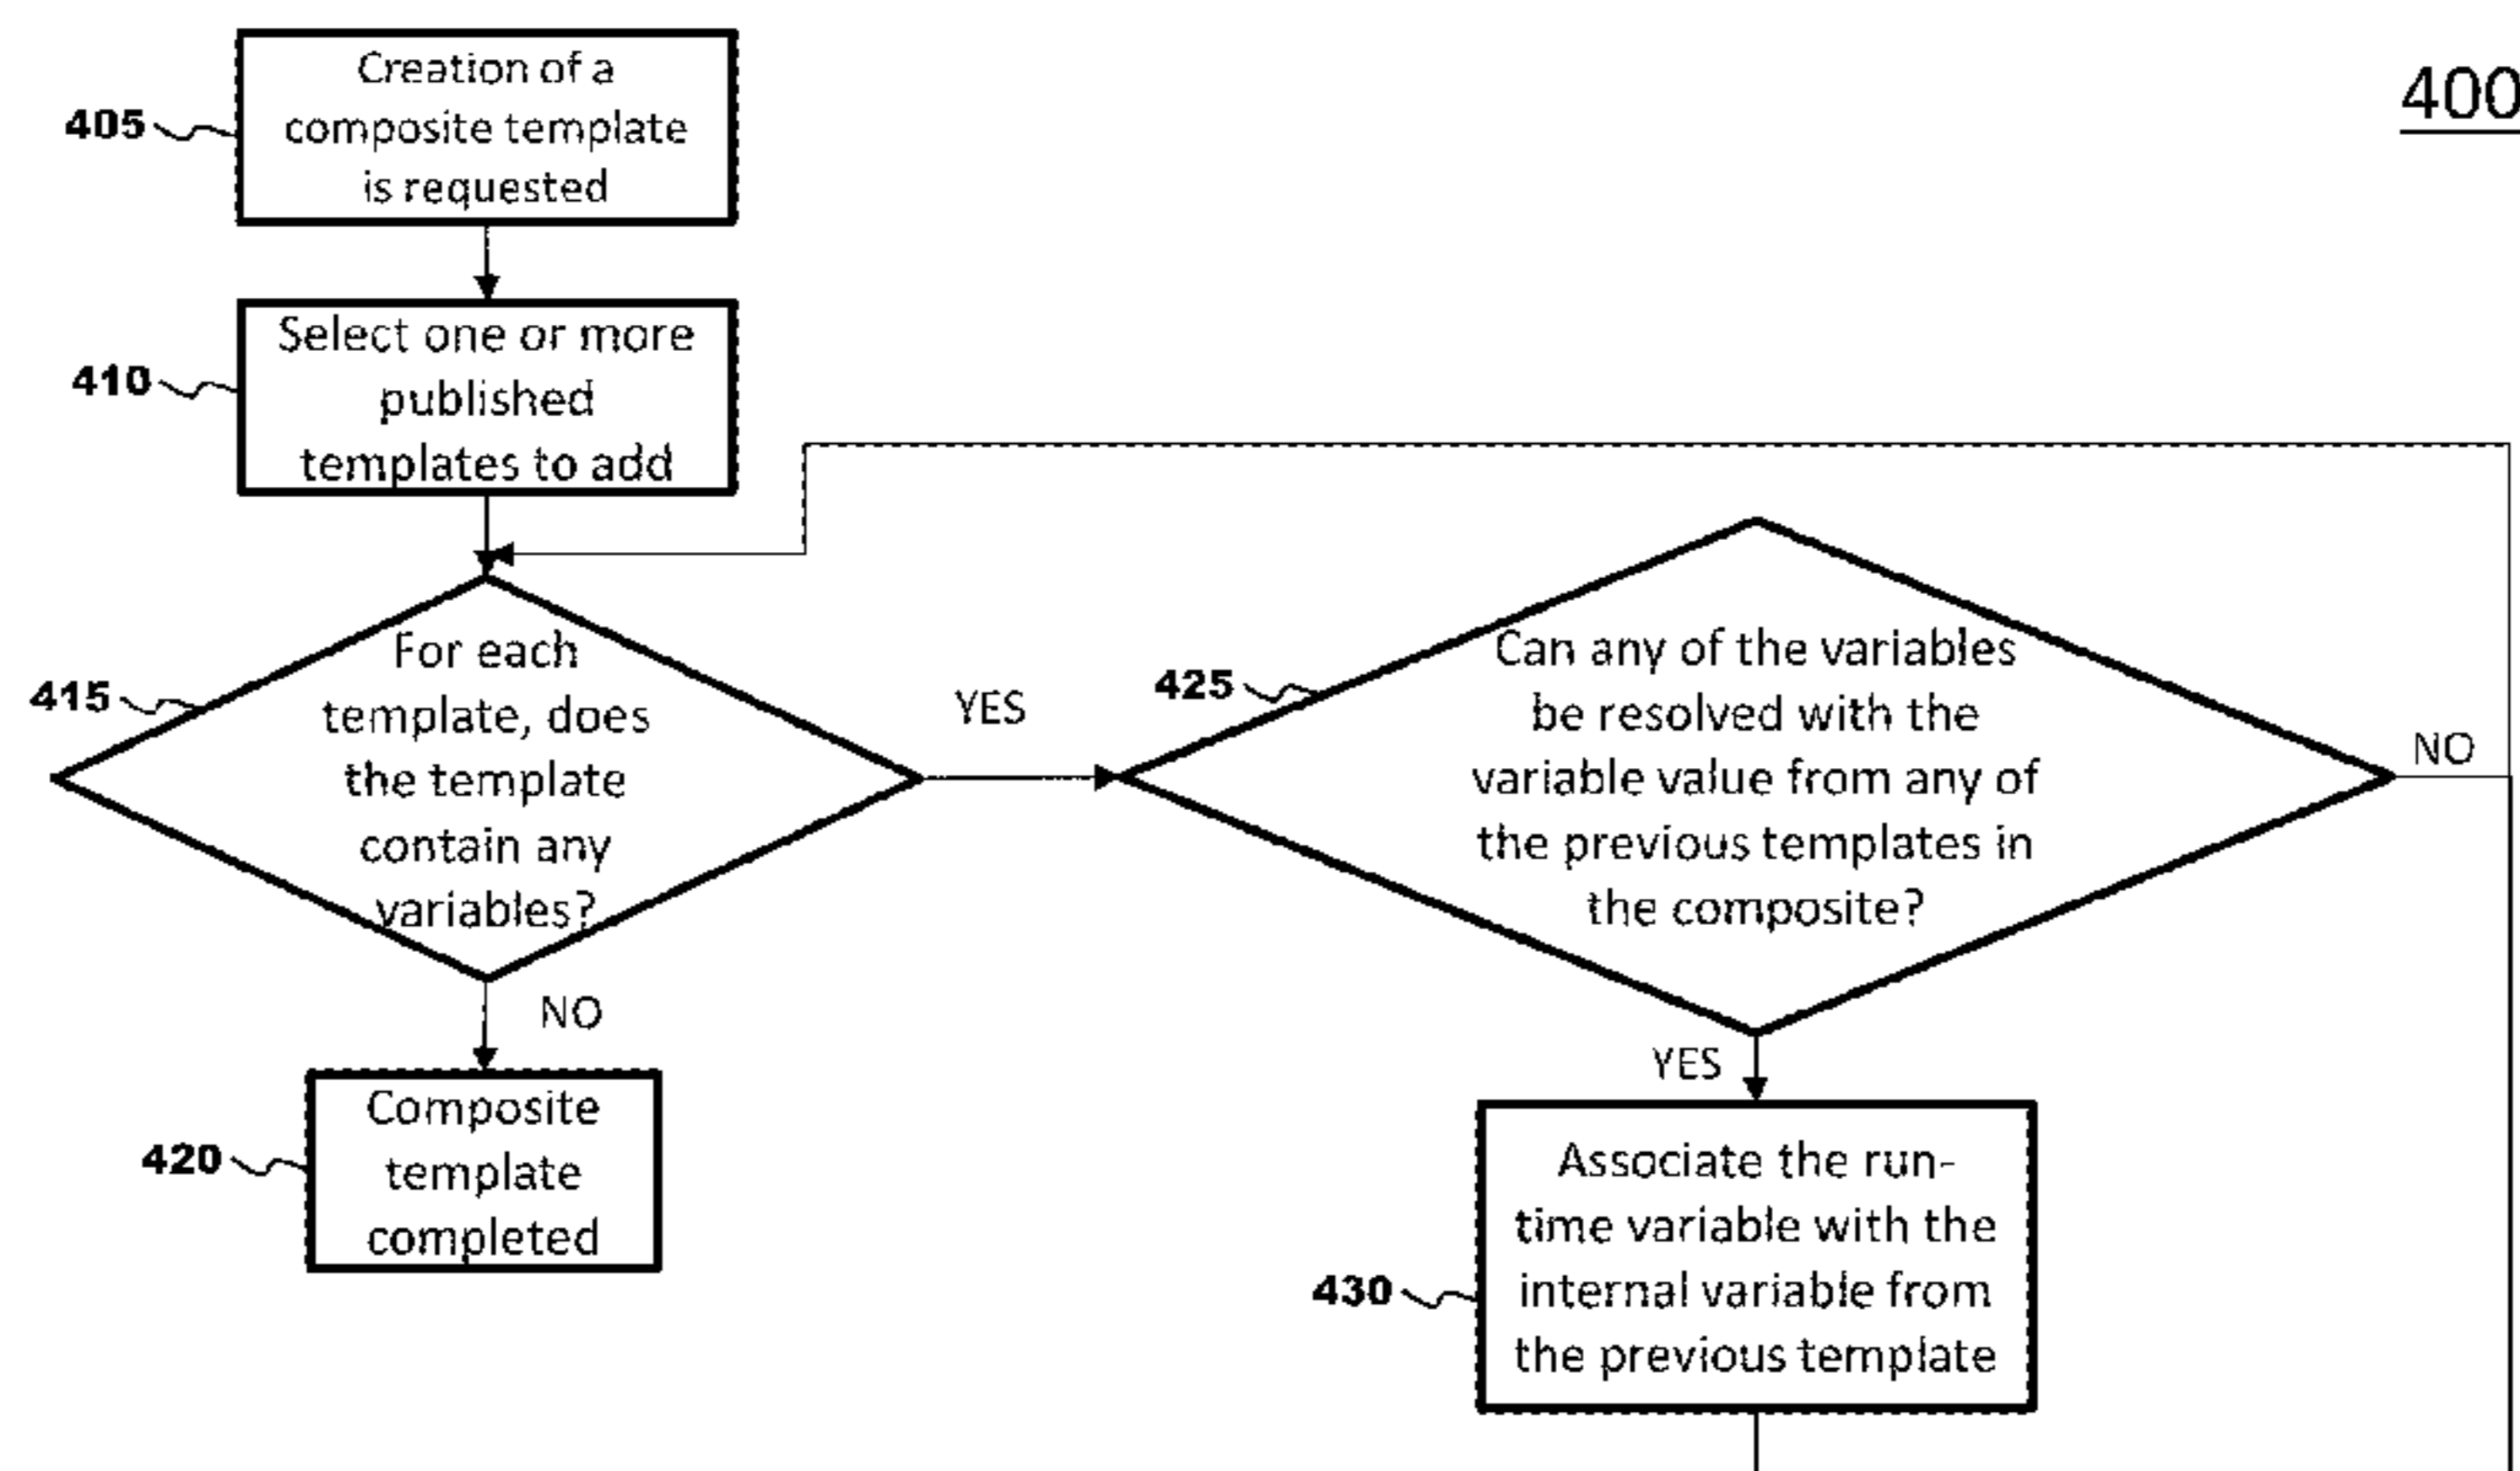 400
405
Creation of a
composite template
is requested
410
Select one or more
published
templates to add
415
For each
template, does
the template
contain any
variables?
YES
425
Can any of the variables
be resolved with the
variable value from any of
the previous templates in
the composite?
NO
NO
YES
420
Composite
template
completed
430
Associate the run-
time variable with the
internal variable from
the previous template